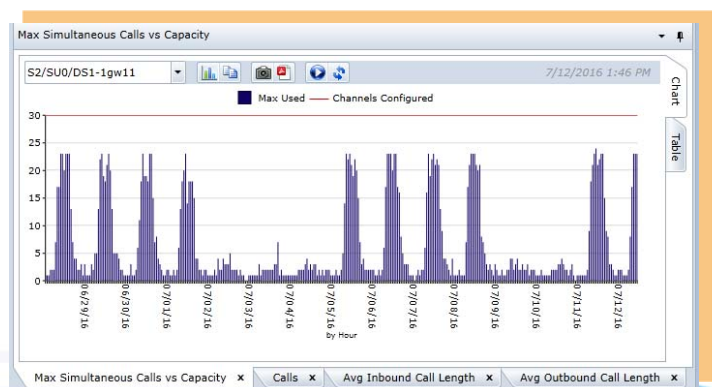 Max Simultaneous Calls vs Capacity
S2/SU0/DS1-1gw11
7/12/2016 1:46 PM
Chart
Table
Max Used
Channels Configured
30
25
20
15
10
5
0
06/29/16
06/30/16
07/01/16
07/02/16
07/03/16
07/04/16
07/05/16
07/06/16
07/07/16
07/08/16
07/09/16
07/10/16
07/11/16
07/12/16
by Hour
Max Simultaneous Calls vs Capacity x
Calls x
Avg Inbound Call Length x
Avg Outbound Call Length x